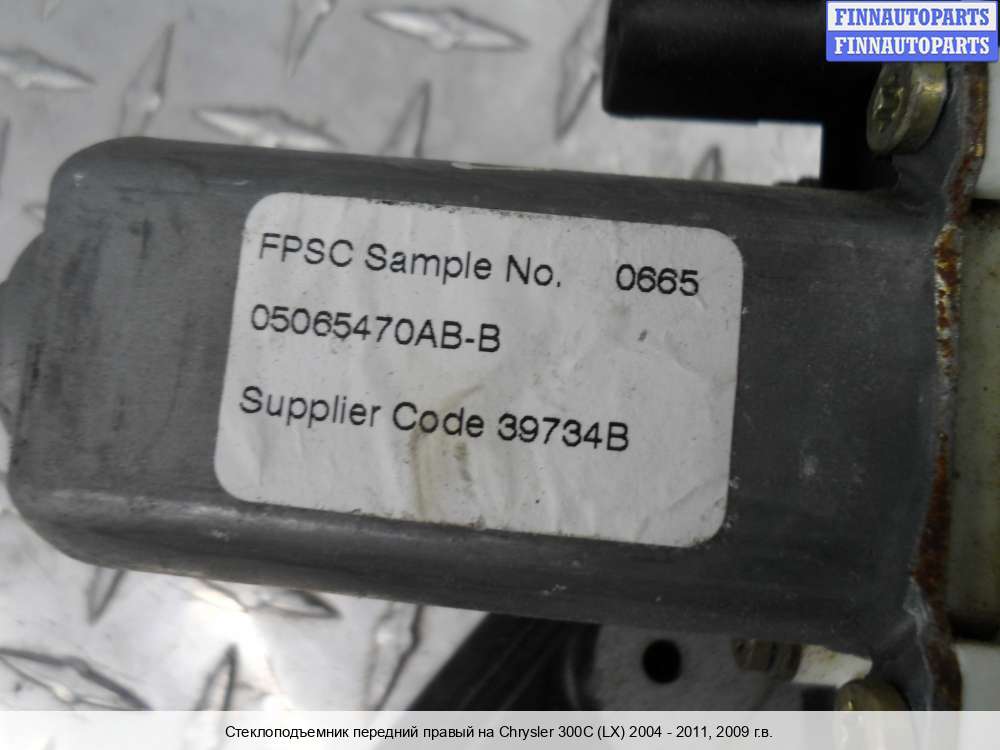 FINNAUTOPARTS
FINNAUTOPARTS
FPSC Sample No. 0665
05065470AB-B
Supplier Code 39734B
Стеклоподъемник передний правый на Chrysler 300C (LX) 2004 - 2011, 2009 г.в.